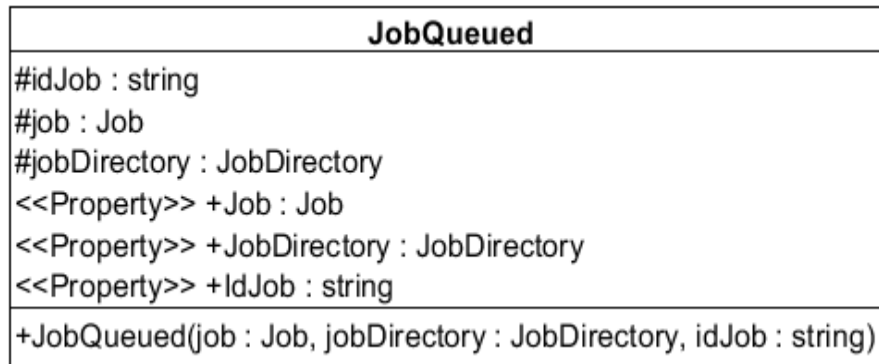 JobQueued
#idJob : string
#job : Job
#jobDirectory : JobDirectory
<<Property>> +Job : Job
<<Property>> +JobDirectory : JobDirectory
<<Property>> +IdJob : string
+JobQueued(job : Job, jobDirectory : JobDirectory, idJob : string)